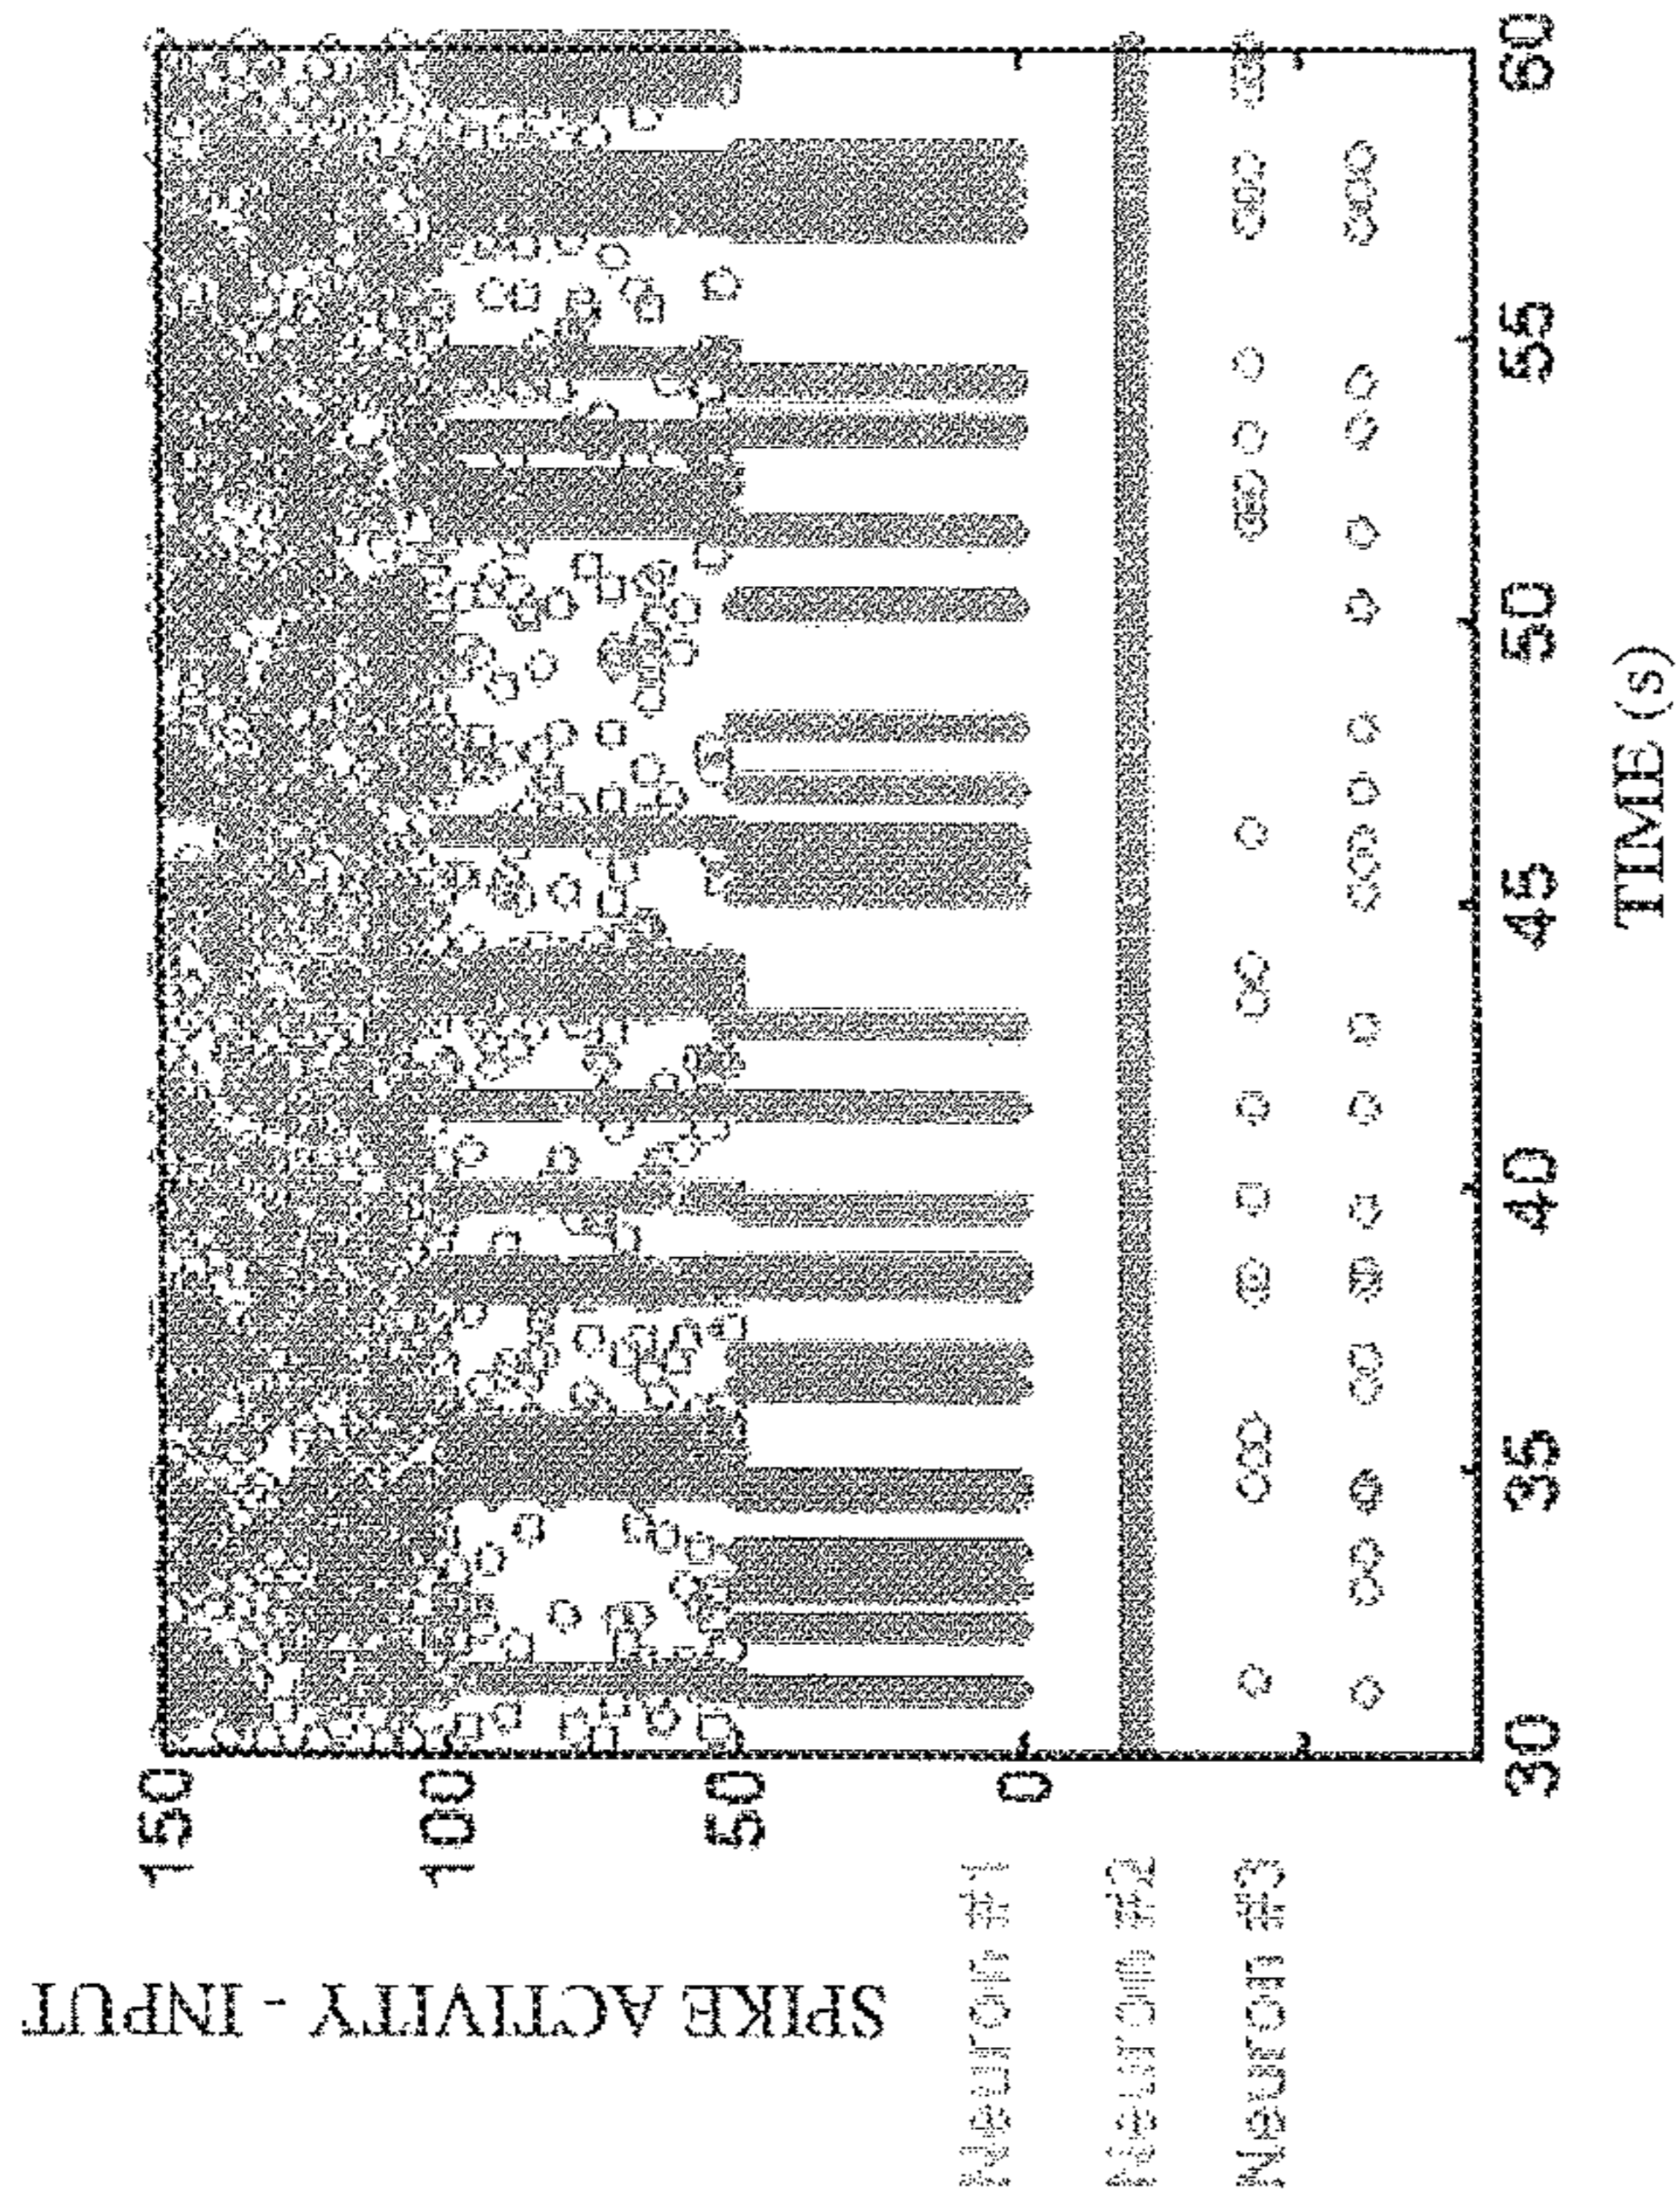 SPIKE ACTIVITY - INPUT
150
100
50
0
Neuron #1
Neuron #2
Neuron #3
30 35 40 45 50 55 60
TIME (s)